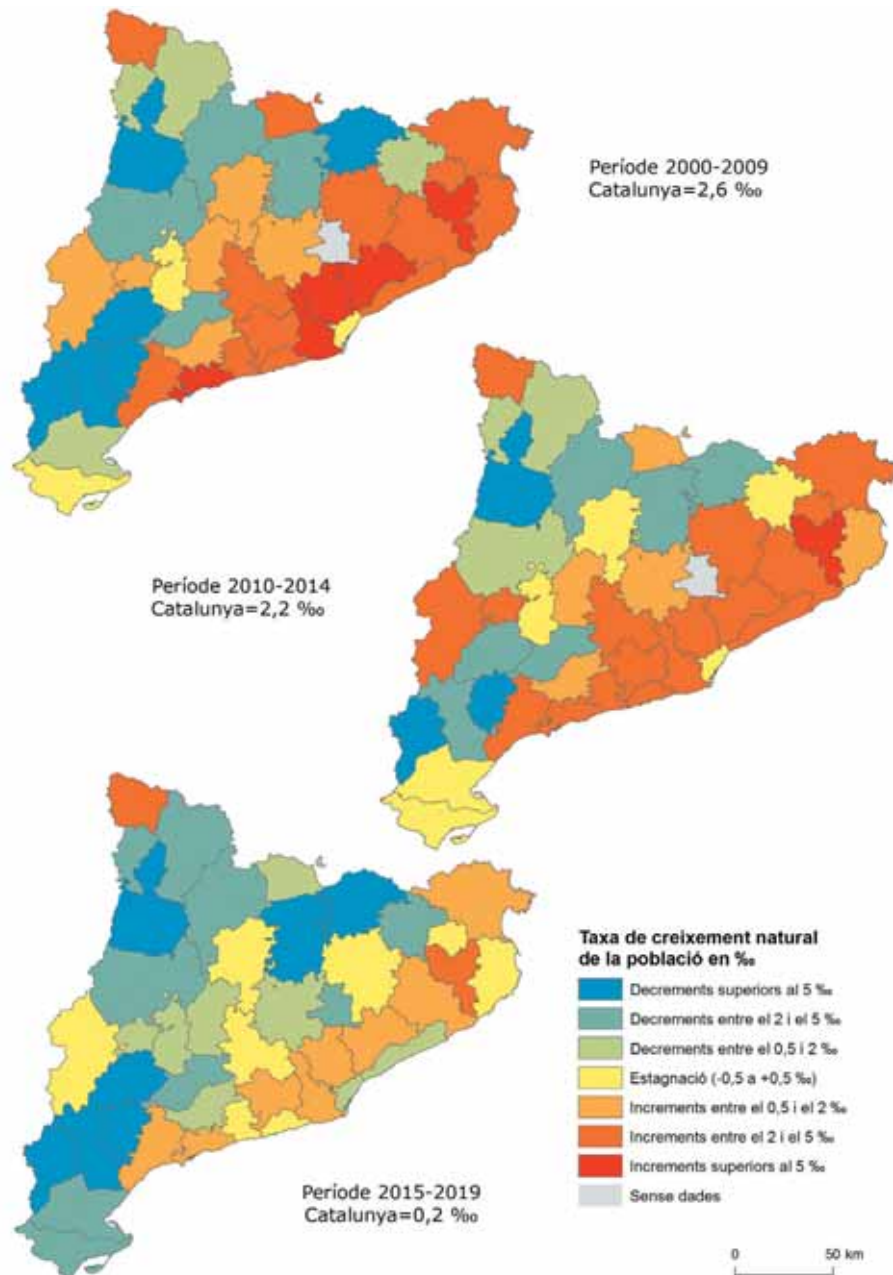 Període 2000-2009
Catalunya=2,6 ‰
Període 2010-2014
Catalunya=2,2 ‰
Període 2015-2019
Catalunya=0,2 ‰
Taxa de creixement natural
de la població en ‰
Decrements superiors al 5 ‰
Decrements entre el 2 i el 5 ‰
Decrements entre el 0,5 i 2 ‰
Estagnació (-0,5 a +0,5 ‰)
Increments entre el 0,5 i el 2 ‰
Increments entre el 2 i el 5 ‰
Increments superiors al 5 ‰
Sense dades
0 50 km